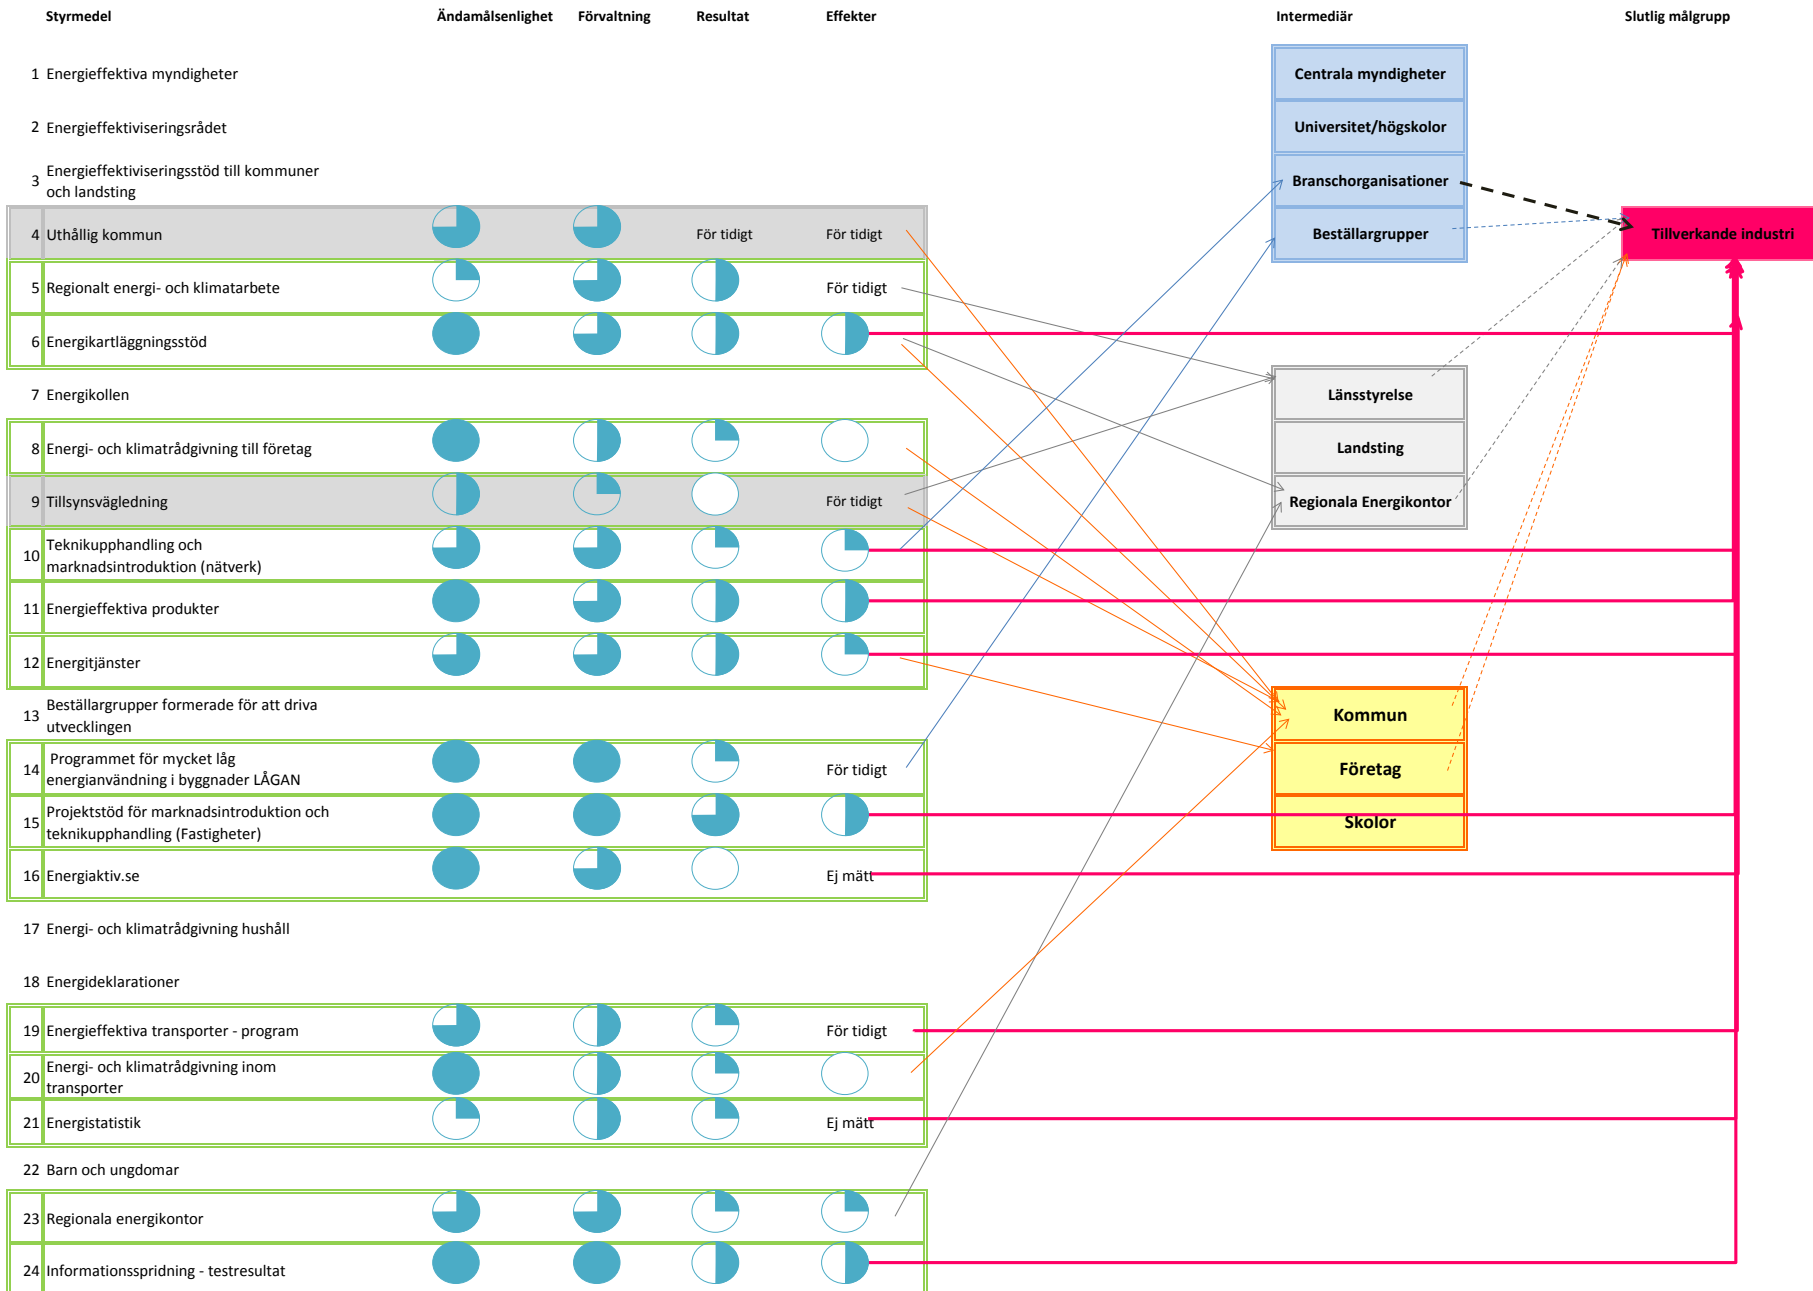 Styrmedel Ändamålsenlighet Förvaltning Resultat Effekter Intermediär Slutlig målgrupp
1 Energieffektiva myndigheter
Centrala myndigheter
2 Energieffektiviseringsrådet
Universitet/högskolor
3 Energieffektiviseringsstöd till kommuner
och landsting
Branschorganisationer
4 Uthållig kommun För tidigt För tidigt
Beställargrupper
Tillverkande industri
5 Regionalt energi- och klimatarbete För tidigt
6 Energikartläggningsstöd
7 Energikollen
Länsstyrelse
8 Energi- och klimatrådgivning till företag
Landsting
9 Tillsynsvägledning För tidigt
Regionala Energikontor
10 Teknikupphandling och
marknadsintroduktion (nätverk)
11 Energieffektiva produkter
12 Energitjänster
13 Beställargrupper formerade för att driva
utvecklingen
Kommun
14 Programmet för mycket låg
energianvändning i byggnader LÅGAN För tidigt
Företag
15 Projektstöd för marknadsintroduktion och
teknikupphandling (Fastigheter)
Skolor
16 Energiaktiv.se Ej mätt
17 Energi- och klimatrådgivning hushåll
18 Energideklarationer
19 Energieffektiva transporter - program För tidigt
20 Energi- och klimatrådgivning inom
transporter
21 Energistatistik Ej mätt
22 Barn och ungdomar
23 Regionala energikontor
24 Informationsspridning - testresultat